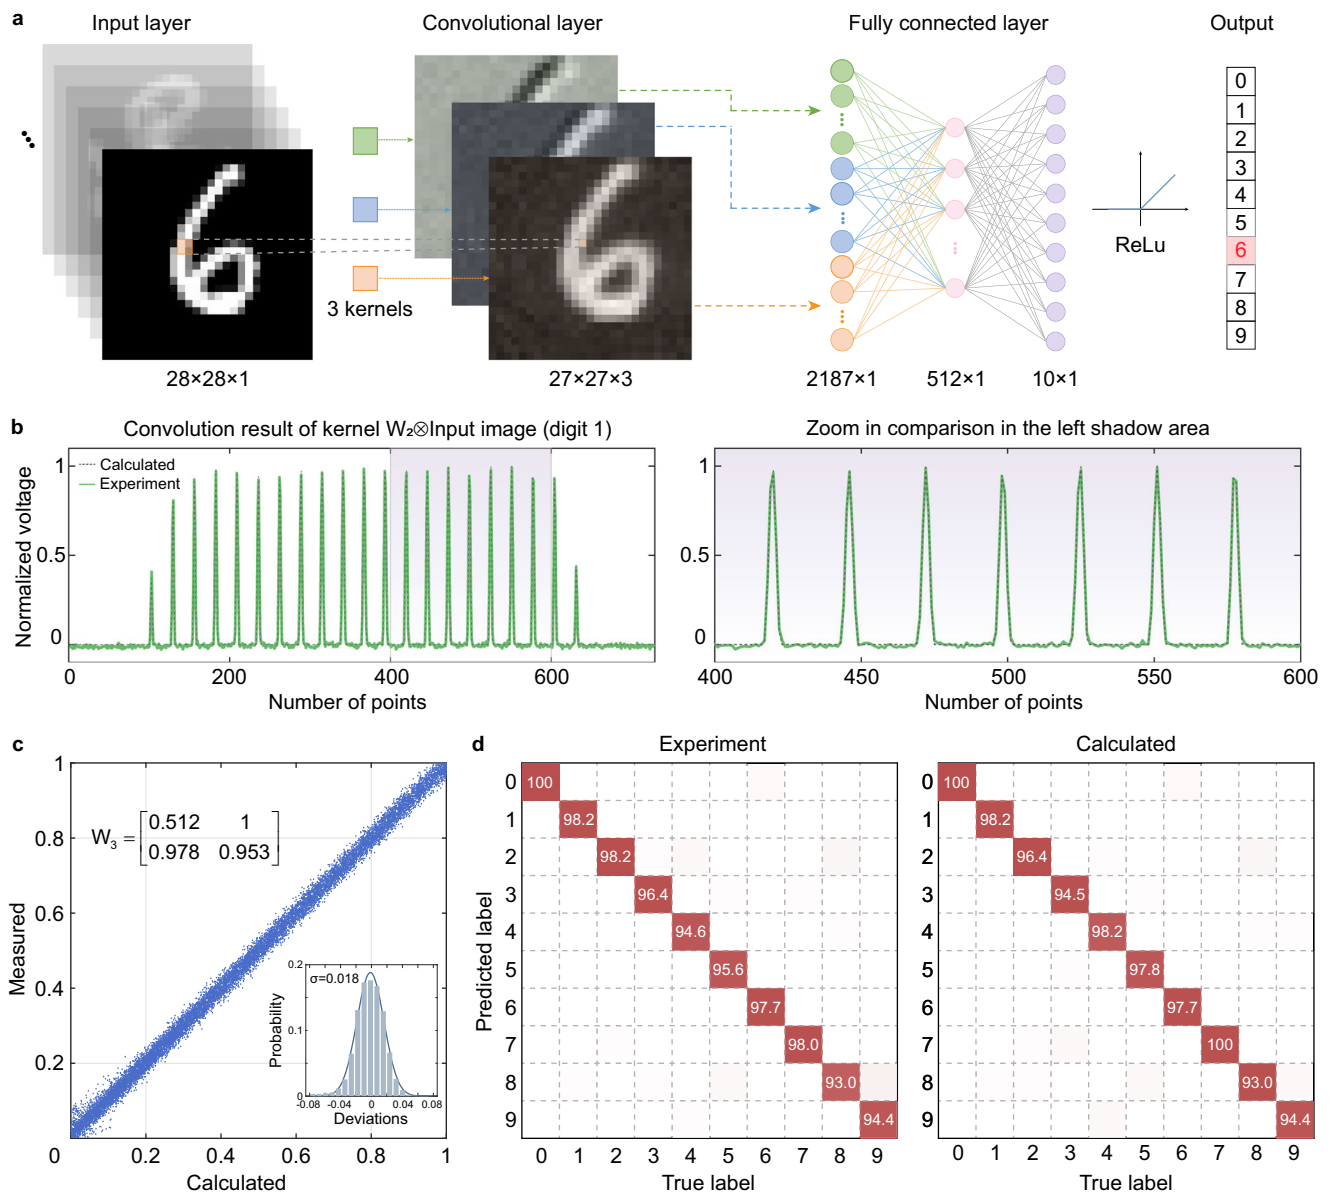 a
Input layer
Convolutional layer
Fully connected layer
Output
3 kernels
28×28×1
27×27×3
2187×1
512×1
10×1
ReLu
0
1
2
3
4
5
6
7
8
9
b
Convolution result of kernel W₂⊗Input image (digit 1)
Calculated
Experiment
Normalized voltage
1
0.5
0
0 200 400 600
Number of points
Zoom in comparison in the left shadow area
1
0.5
0
400 450 500 550 600
Number of points
c
W₃ = [0.512 1
0.978 0.953]
Measured
1
0.8
0.6
0.4
0.2
0 0.2 0.4 0.6 0.8 1
Calculated
σ=0.018
Probability
0.2
0.1
0
-0.08 -0.04 0 0.04 0.08
Deviations
d
Experiment
Predicted label
0 100
1 98.2
2 98.2
3 96.4
4 94.6
5 95.6
6 97.7
7 98.0
8 93.0
9 94.4
0 1 2 3 4 5 6 7 8 9
True label
Calculated
0 100
1 98.2
2 96.4
3 94.5
4 98.2
5 97.8
6 97.7
7 100
8 93.0
9 94.4
0 1 2 3 4 5 6 7 8 9
True label